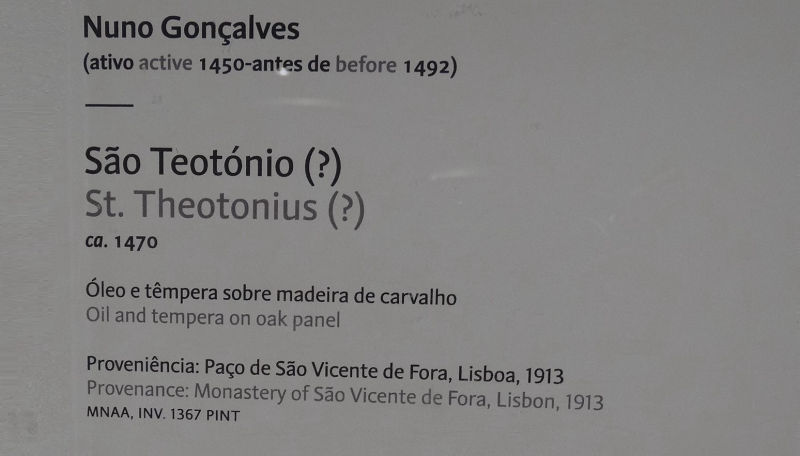 Nuno Gonçalves
(ativo active 1450-antes de before 1492)
São Teotónio (?)
St. Theotonius (?)
ca. 1470
Óleo e têmpera sobre madeira de carvalho
Oil and tempera on oak panel
Proveniência: Paço de São Vicente de Fora, Lisboa, 1913
Provenance: Monastery of São Vicente de Fora, Lisbon, 1913
MNAA, INV. 1367 PINT